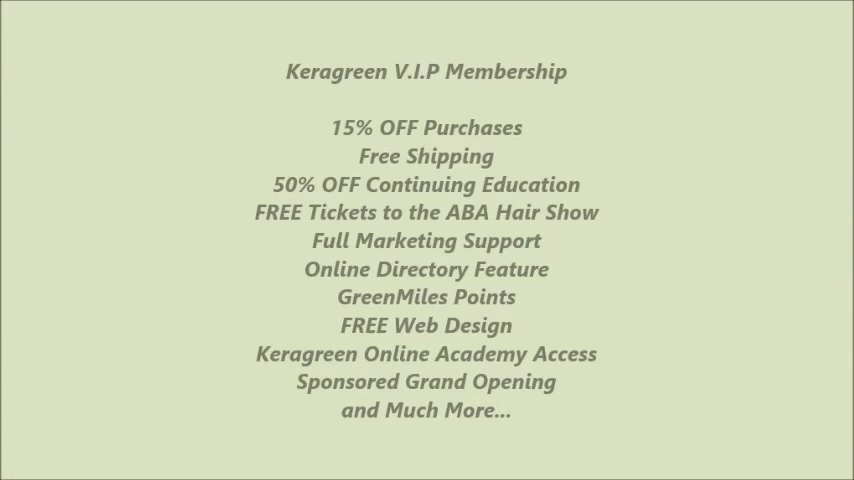 Keragreen V.I.P Membership
15% OFF Purchases
Free Shipping
50% OFF Continuing Education
FREE Tickets to the ABA Hair Show
Full Marketing Support
Online Directory Feature
GreenMiles Points
FREE Web Design
Keragreen Online Academy Access
Sponsored Grand Opening
and Much More...